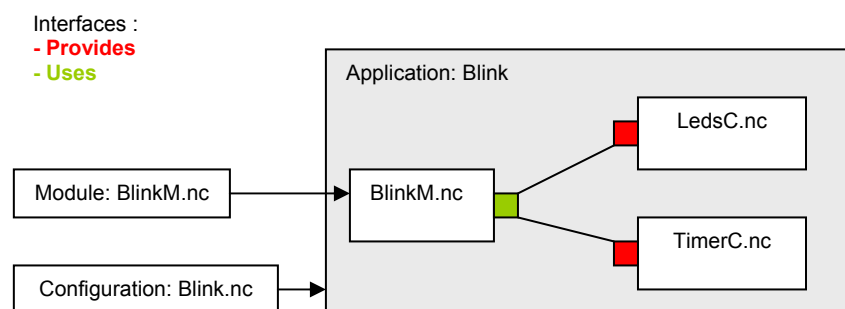 Interfaces :
- Provides
- Uses
Application: Blink
LedsC.nc
Module: BlinkM.nc
BlinkM.nc
TimerC.nc
Configuration: Blink.nc